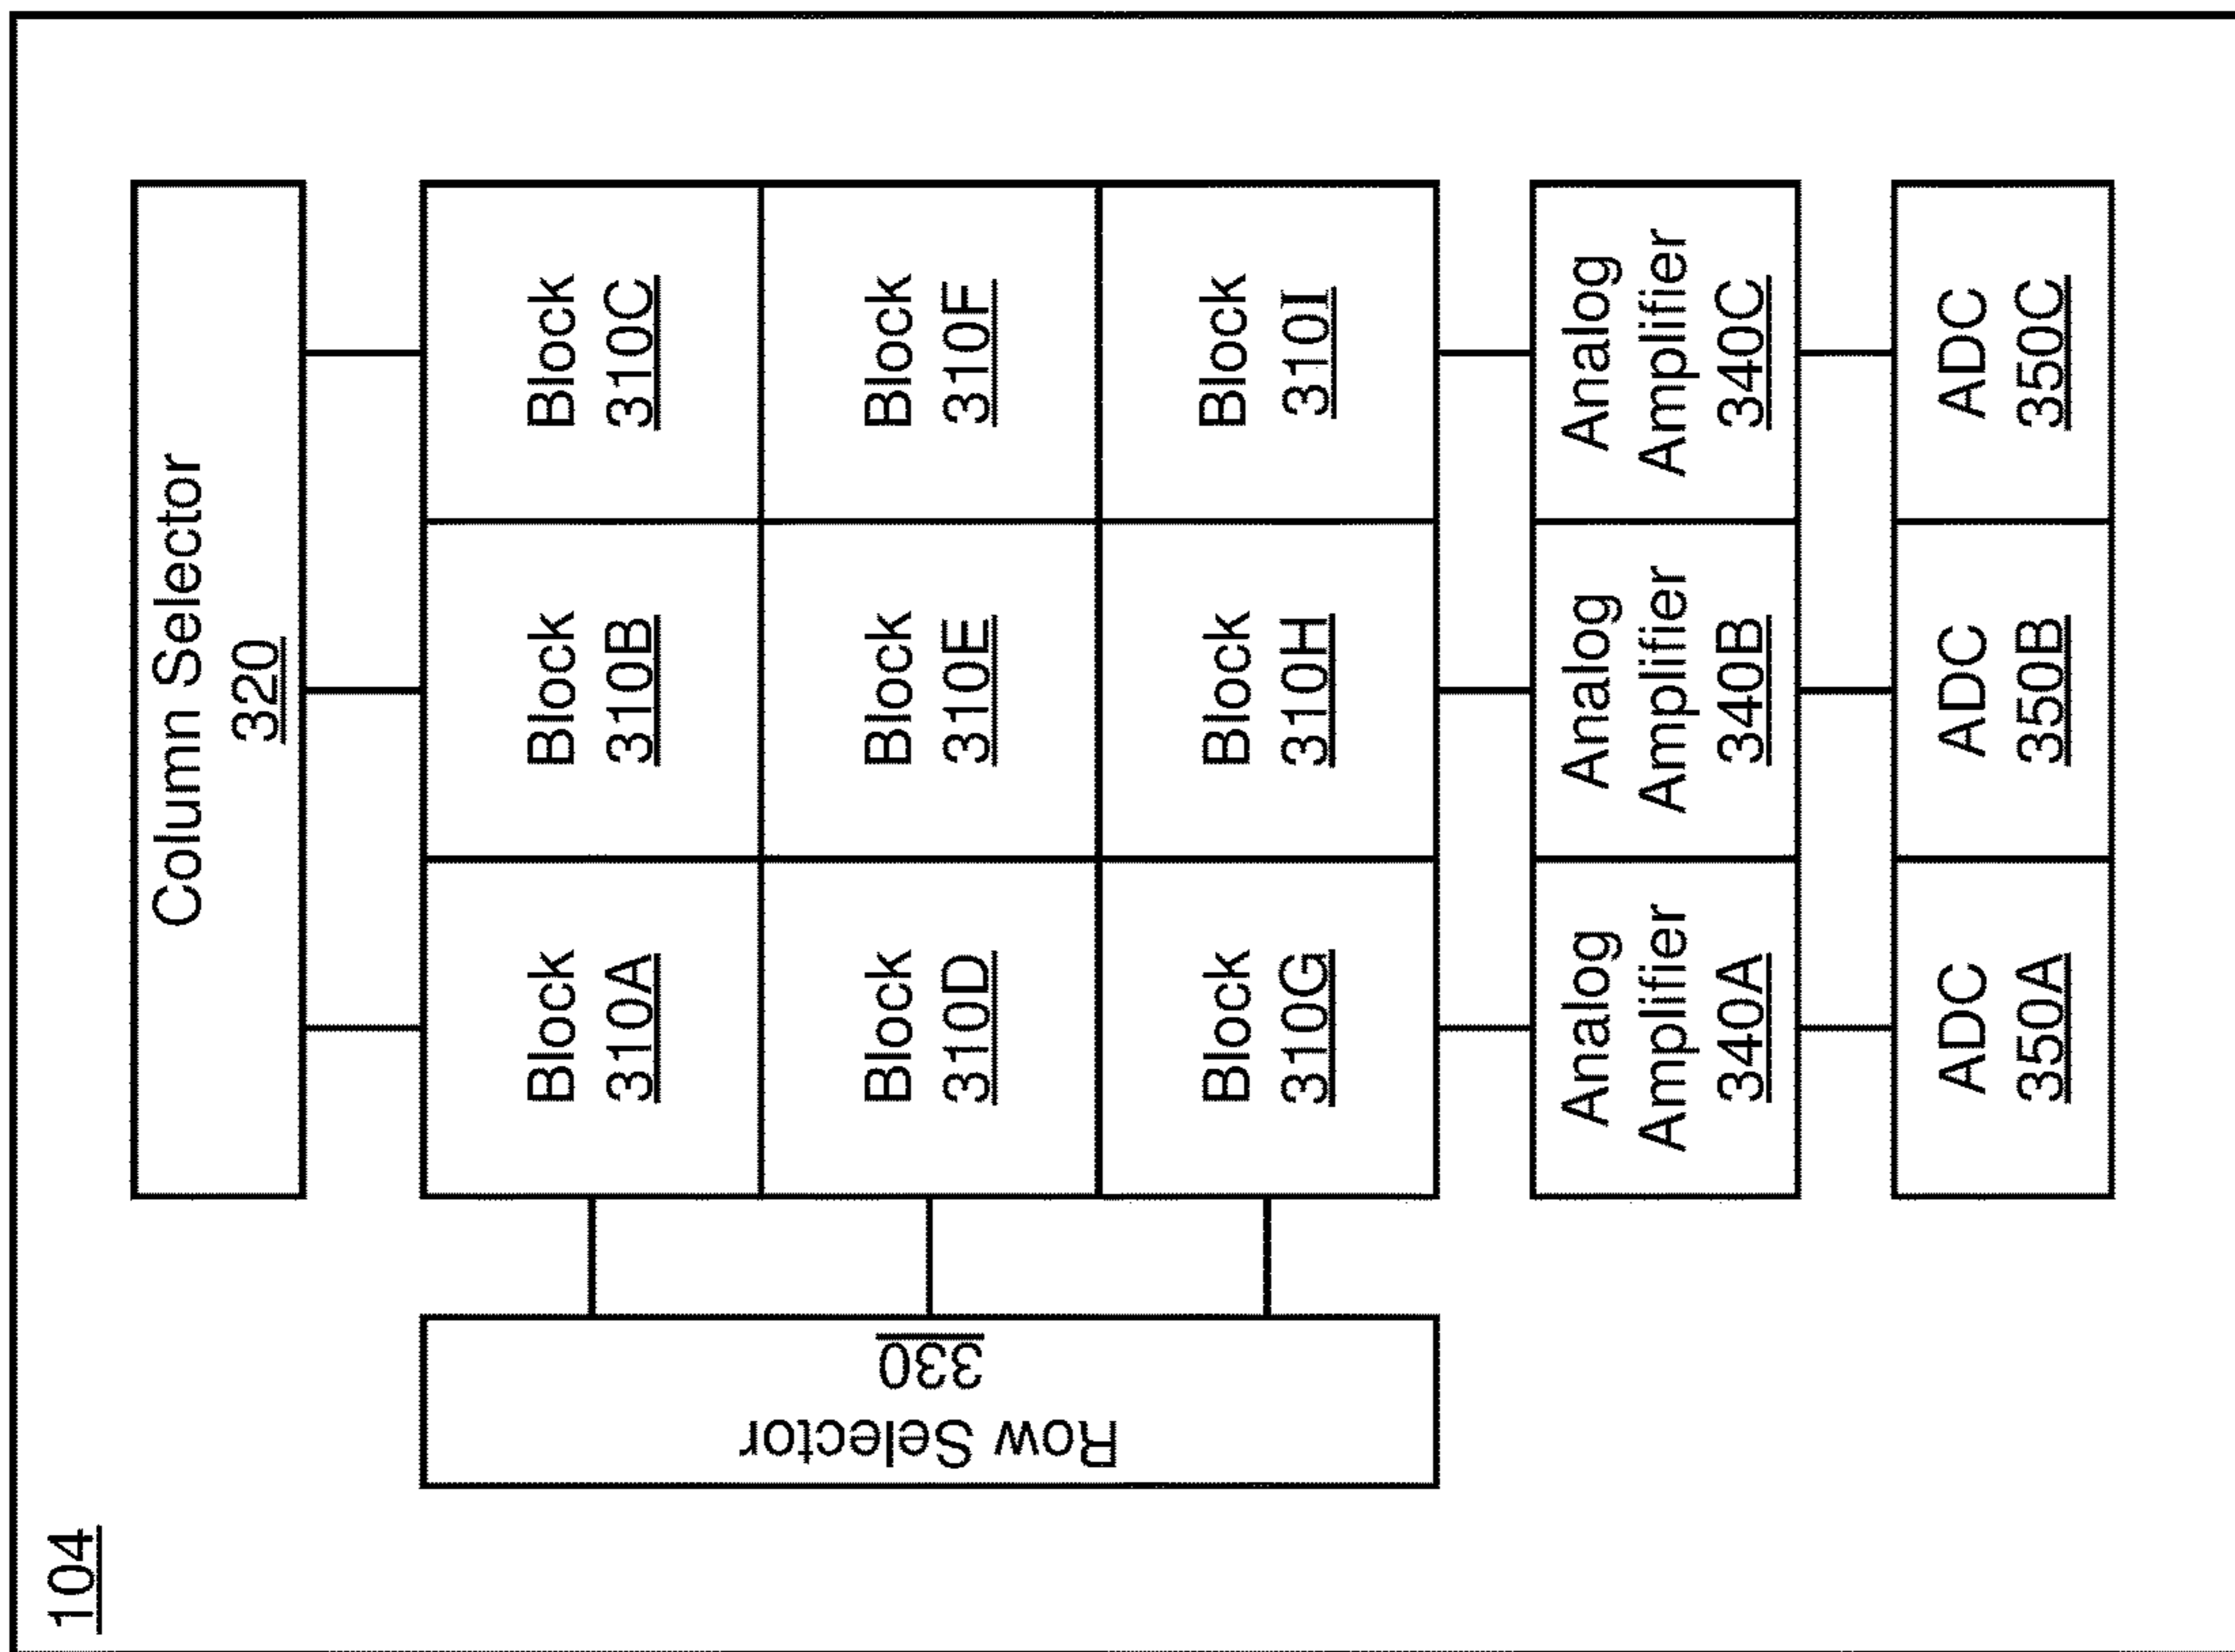 104
Column Selector
320
Row Selector
330
Block
310A
Block
310B
Block
310C
Block
310D
Block
310E
Block
310F
Block
310G
Block
310H
Block
310I
Analog
Amplifier
340A
Analog
Amplifier
340B
Analog
Amplifier
340C
ADC
350A
ADC
350B
ADC
350C